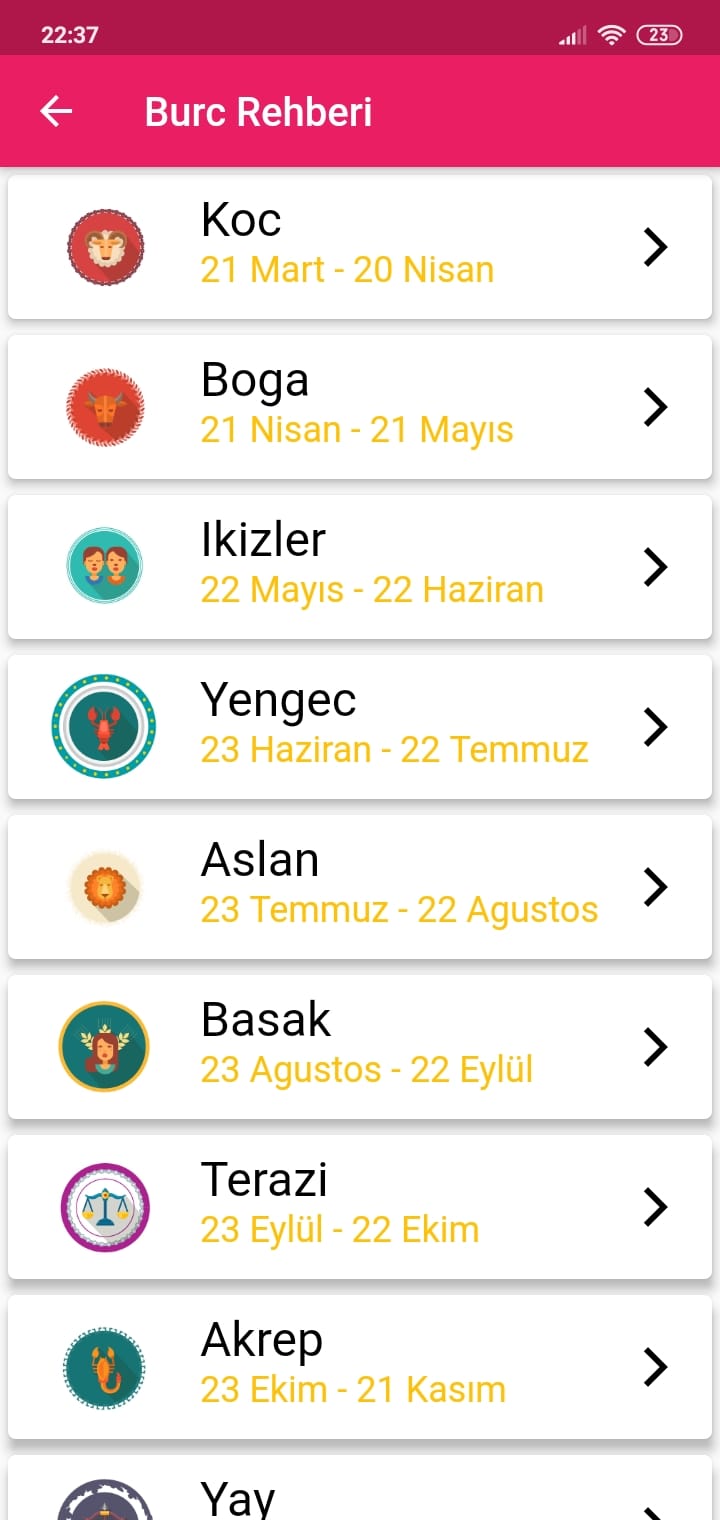 22:37
23
Burc Rehberi
Koc
21 Mart - 20 Nisan
Boga
21 Nisan - 21 Mayıs
Ikizler
22 Mayıs - 22 Haziran
Yengec
23 Haziran - 22 Temmuz
Aslan
23 Temmuz - 22 Agustos
Basak
23 Agustos - 22 Eylül
Terazi
23 Eylül - 22 Ekim
Akrep
23 Ekim - 21 Kasım
Yay